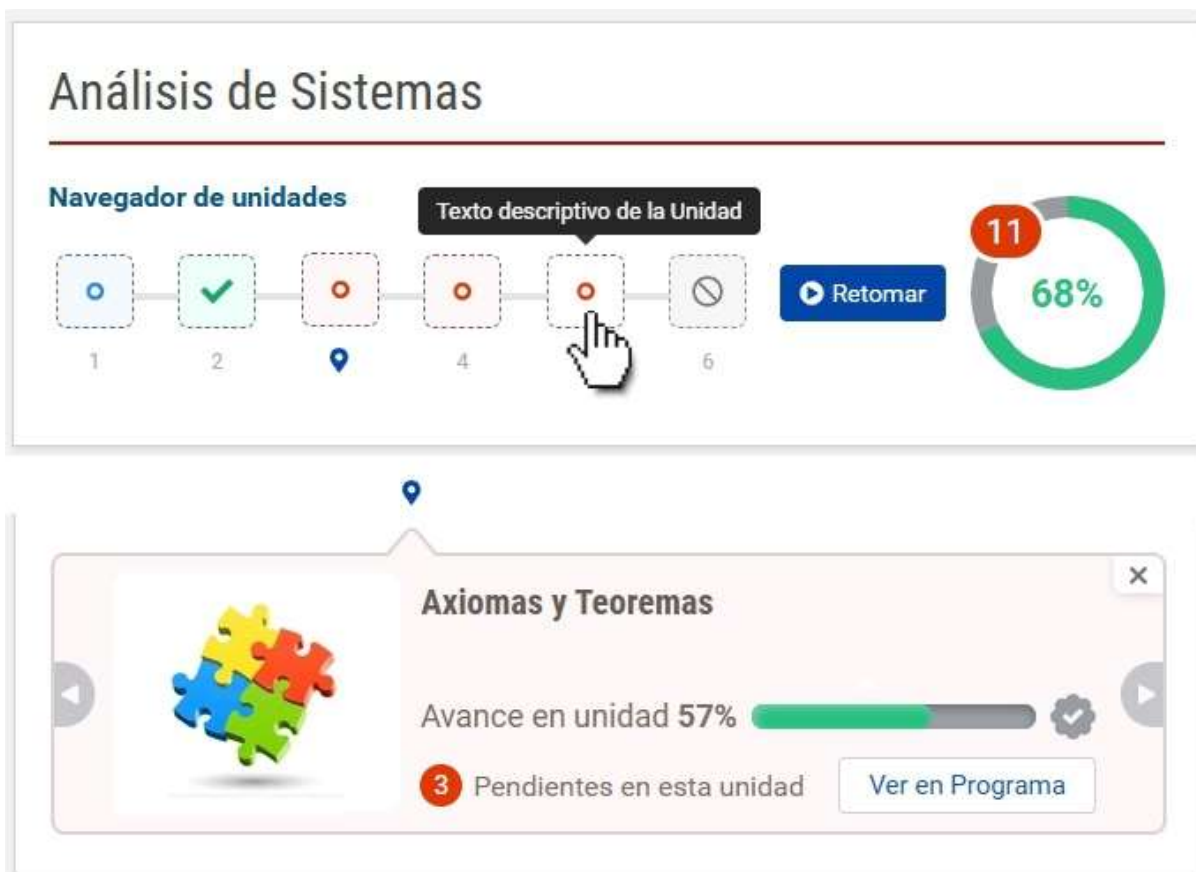 Análisis de Sistemas
Navegador de unidades
Texto descriptivo de la Unidad
11
Retomar
68%
1 2 4 6
Axiomas y Teoremas
Avance en unidad 57%
3 Pendientes en esta unidad
Ver en Programa